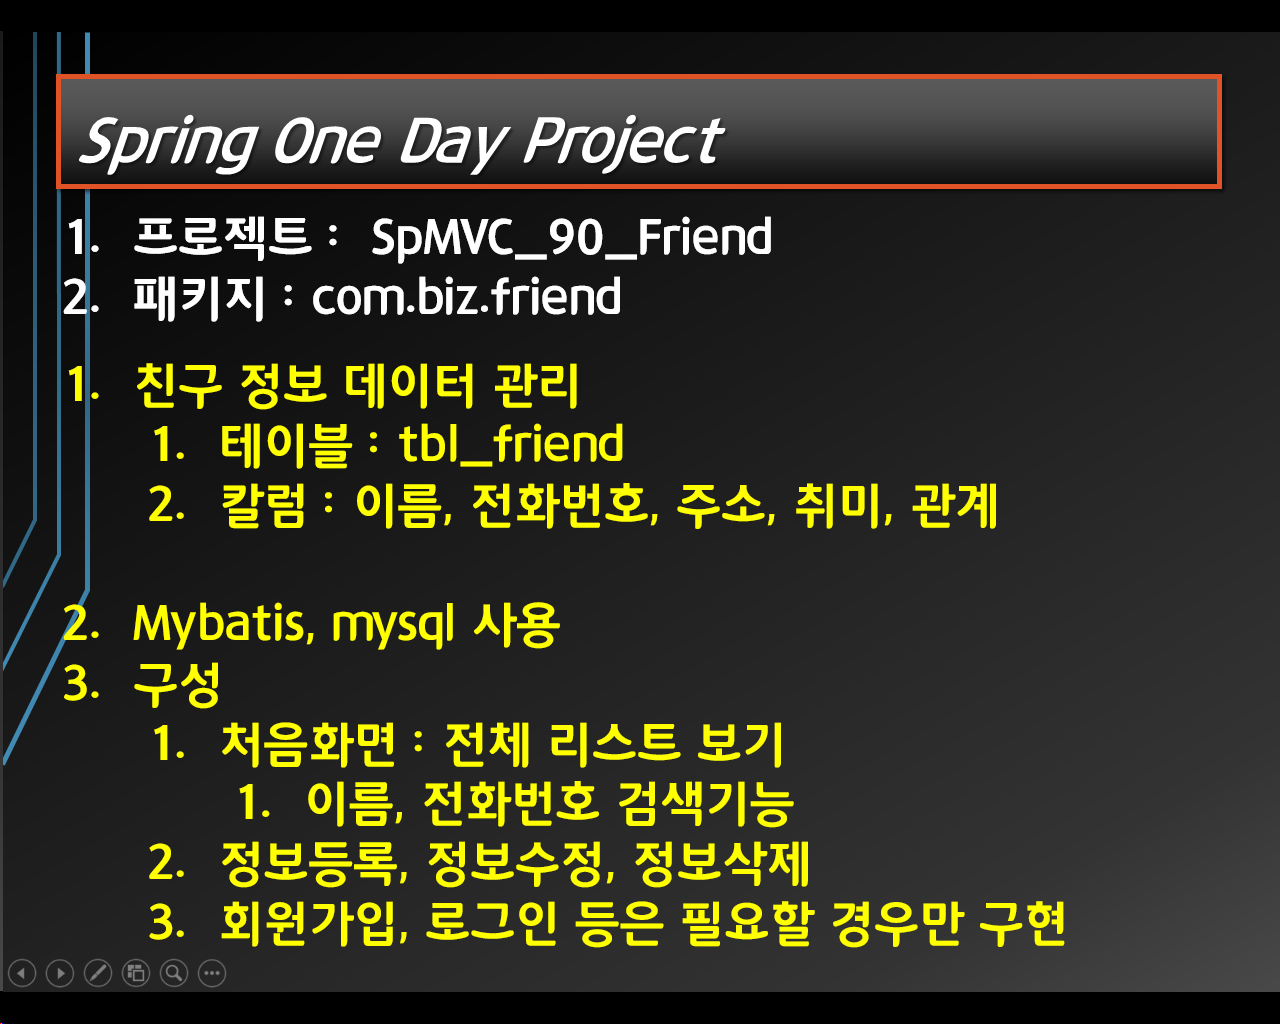 Spring One Day Project
1. 프로젝트 : SpMVC_90_Friend
2. 패키지 : com.biz.friend
1. 친구 정보 데이터 관리
1. 테이블 : tbl_friend
2. 칼럼 : 이름, 전화번호, 주소, 취미, 관계
2. Mybatis, mysql 사용
3. 구성
1. 처음화면 : 전체 리스트 보기
1. 이름, 전화번호 검색기능
2. 정보등록, 정보수정, 정보삭제
3. 회원가입, 로그인 등은 필요할 경우만 구현